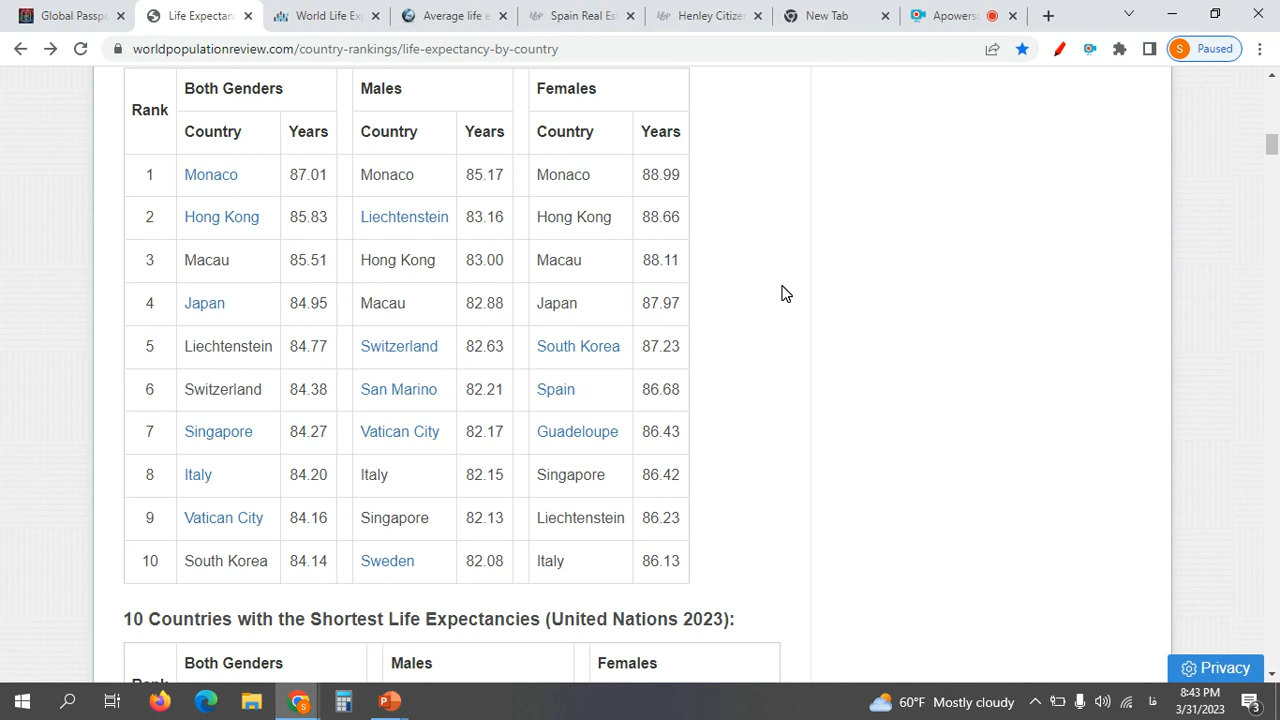 Global Passpo
Life Expectan
World Life Ex
Average life e
Spain Real Est
Henley Citizen
New Tab
Apowers
worldpopulationreview.com/country-rankings/life-expectancy-by-country
S Paused
Rank Both Genders Males Females
Country Years Country Years Country Years
1 Monaco 87.01 Monaco 85.17 Monaco 88.99
2 Hong Kong 85.83 Liechtenstein 83.16 Hong Kong 88.66
3 Macau 85.51 Hong Kong 83.00 Macau 88.11
4 Japan 84.95 Macau 82.88 Japan 87.97
5 Liechtenstein 84.77 Switzerland 82.63 South Korea 87.23
6 Switzerland 84.38 San Marino 82.21 Spain 86.68
7 Singapore 84.27 Vatican City 82.17 Guadeloupe 86.43
8 Italy 84.20 Italy 82.15 Singapore 86.42
9 Vatican City 84.16 Singapore 82.13 Liechtenstein 86.23
10 South Korea 84.14 Sweden 82.08 Italy 86.13
10 Countries with the Shortest Life Expectancies (United Nations 2023):
Both Genders Males Females
Rank
Privacy
60°F Mostly cloudy
فا
8:43 PM
3/31/2023
3